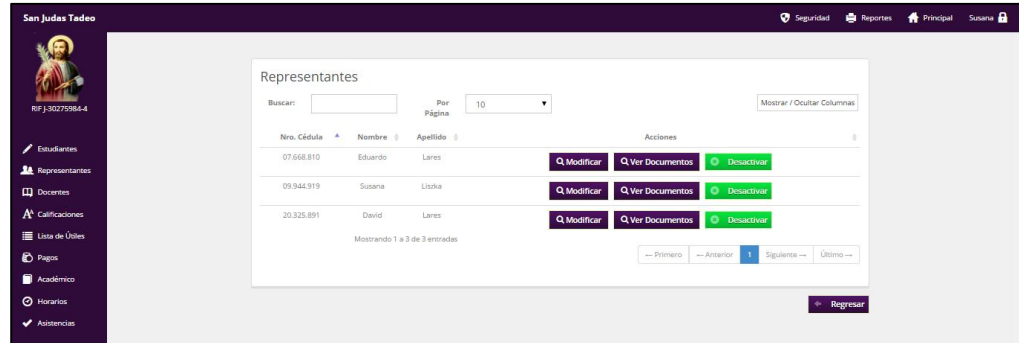 San Judas Tadeo
Seguridad Reportes Principal Susana
RIF J-30275984-4
Estudiantes
Representantes
Docentes
Calificaciones
Lista de Útiles
Pagos
Académico
Horarios
Asistencias
Representantes
Buscar: Por Página 10 Mostrar / Ocultar Columnas
Nro. Cédula Nombre Apellido Acciones
07.668.810 Eduardo Lares Modificar Ver Documentos Desactivar
09.944.919 Susana Liszka Modificar Ver Documentos Desactivar
20.325.891 David Lares Modificar Ver Documentos Desactivar
Mostrando 1 a 3 de 3 entradas
← Primero ← Anterior 1 Siguiente → Último →
Regresar